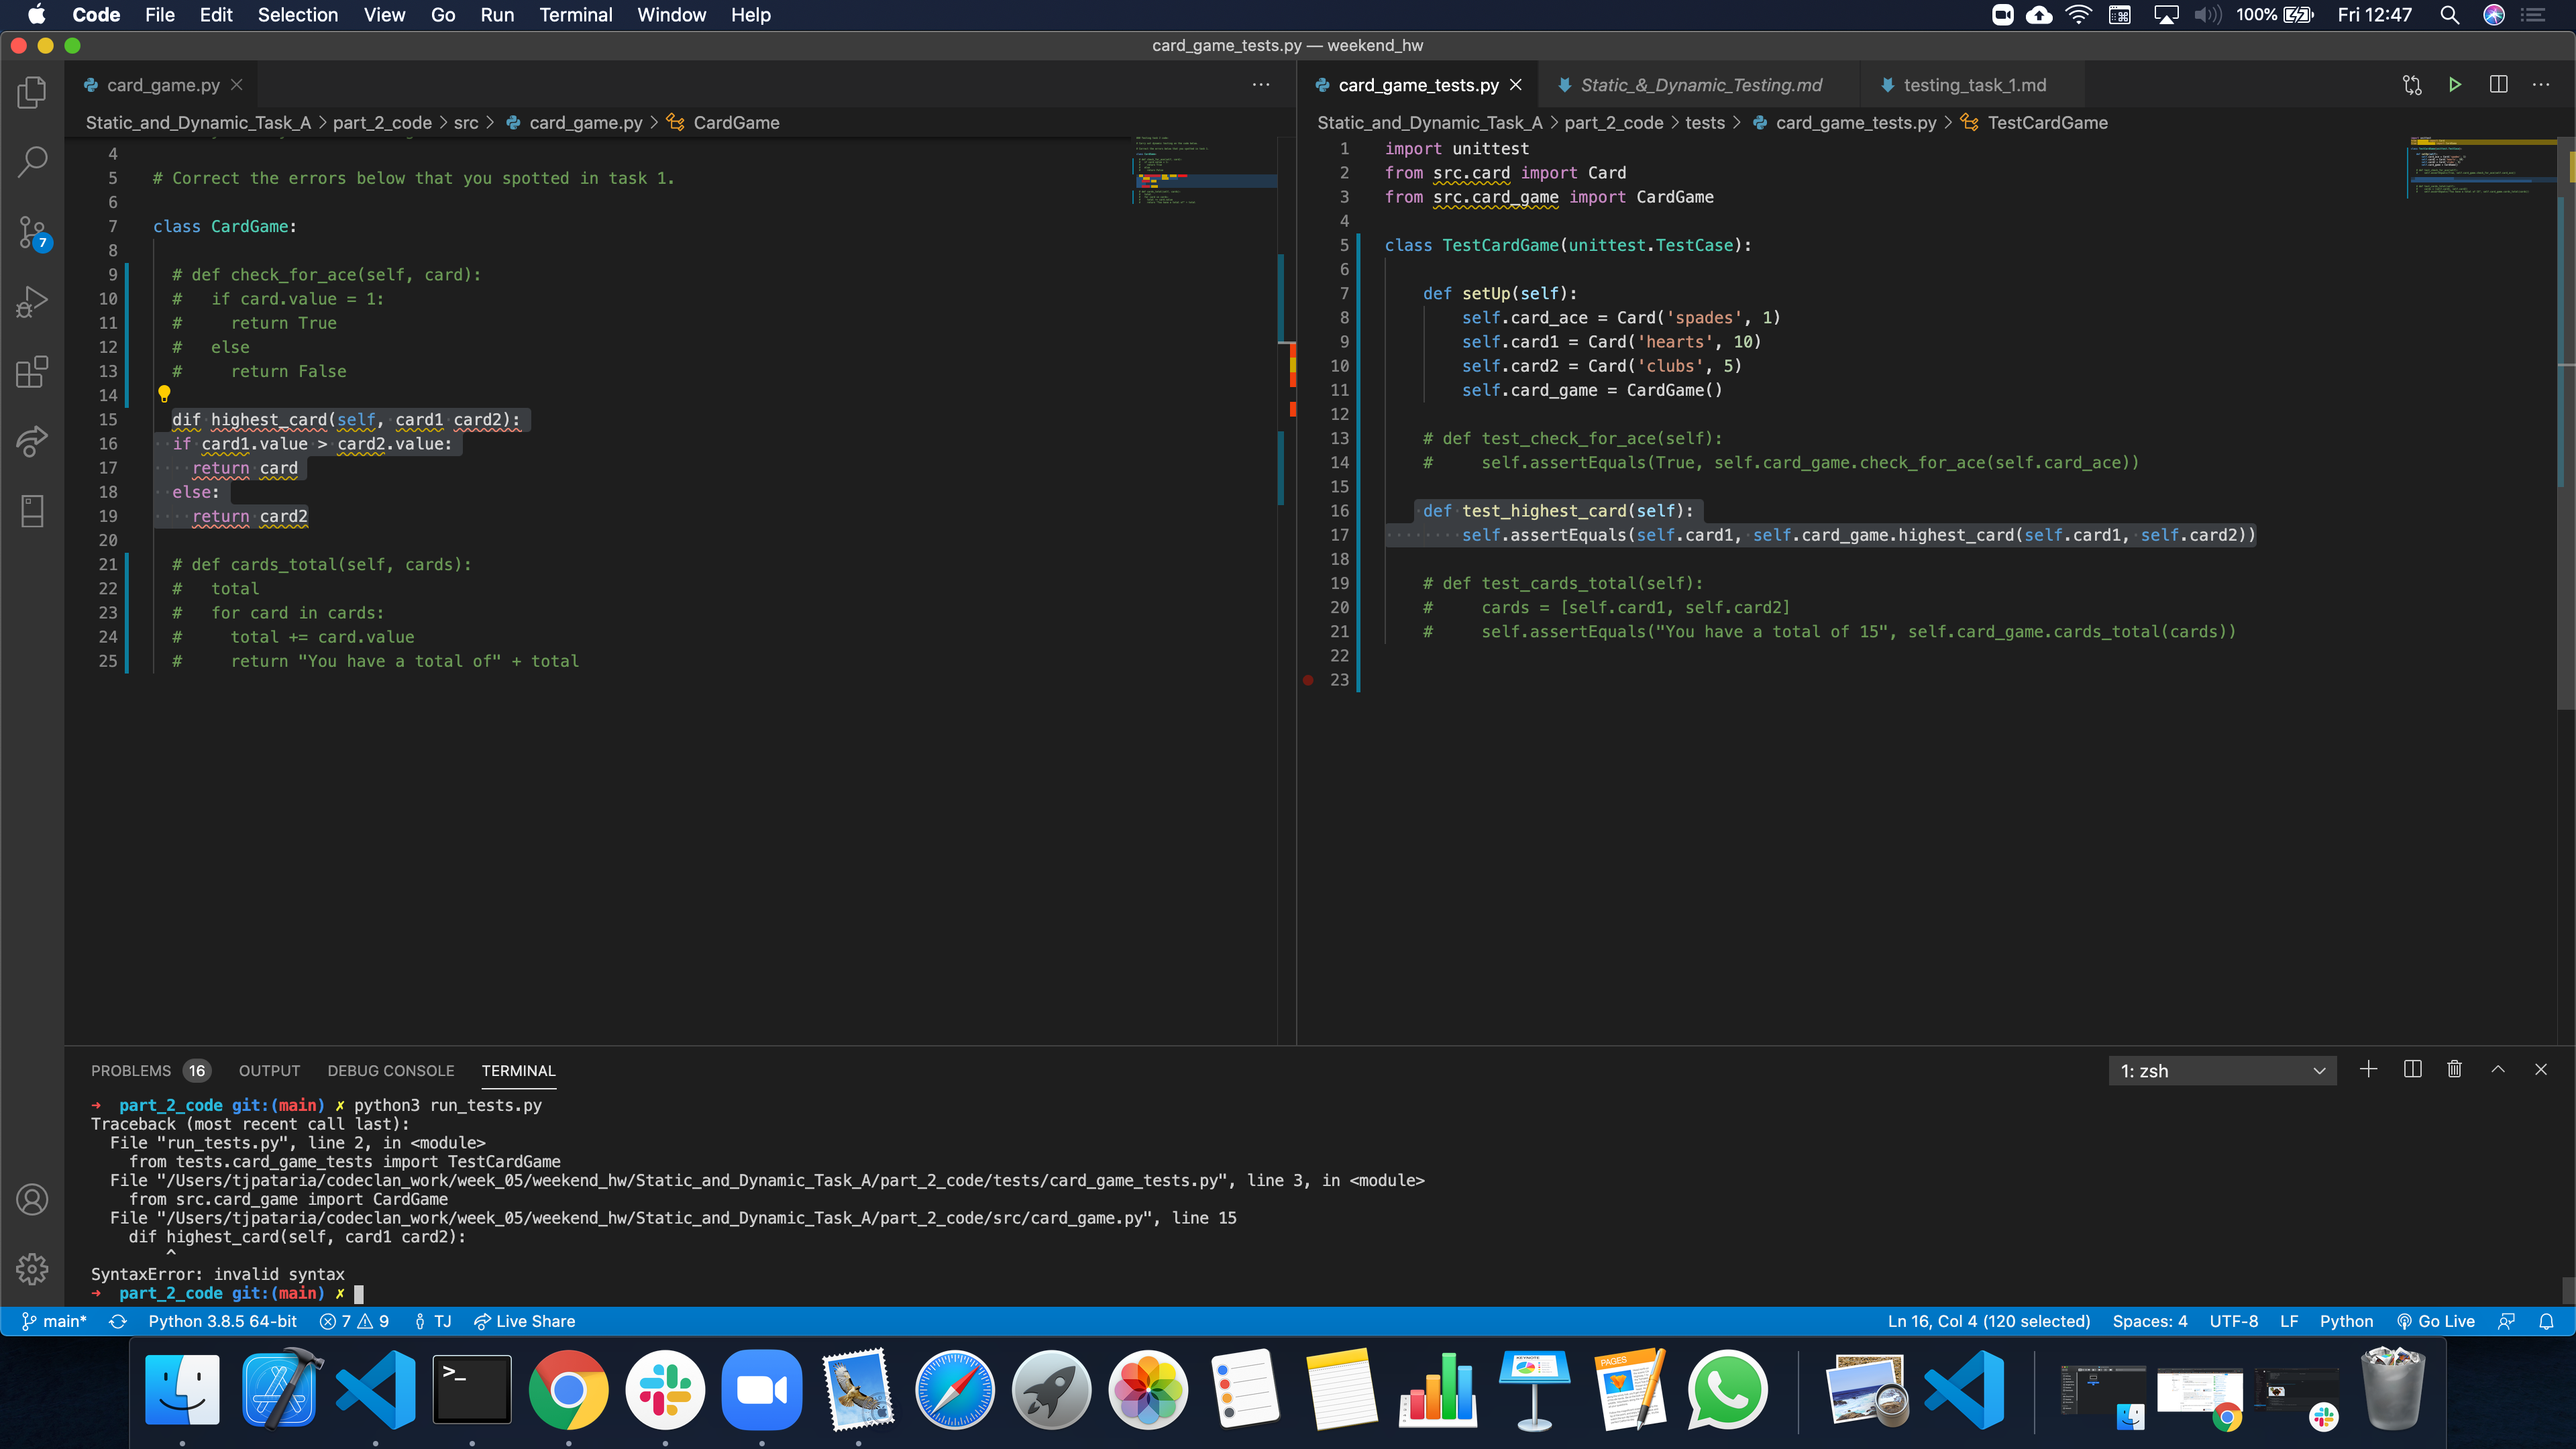 Code File Edit Selection View Go Run Terminal Window Help 100% Fri 12:47
card_game_tests.py — weekend_hw
card_game.py
Static_and_Dynamic_Task_A > part_2_code > src > card_game.py > CardGame
4
5 # Correct the errors below that you spotted in task 1.
6
7 class CardGame:
8
9 # def check_for_ace(self, card):
10 #   if card.value = 1:
11 #     return True
12 #   else
13 #     return False
14
15 dif highest_card(self, card1 card2):
16 if card1.value > card2.value:
17   return card
18 else:
19   return card2
20
21 # def cards_total(self, cards):
22 #   total
23 #   for card in cards:
24 #     total += card.value
25 #     return "You have a total of" + total
card_game_tests.py Static_&_Dynamic_Testing.md testing_task_1.md
Static_and_Dynamic_Task_A > part_2_code > tests > card_game_tests.py > TestCardGame
1 import unittest
2 from src.card import Card
3 from src.card_game import CardGame
4
5 class TestCardGame(unittest.TestCase):
6
7 def setUp(self):
8 self.card_ace = Card('spades', 1)
9 self.card1 = Card('hearts', 10)
10 self.card2 = Card('clubs', 5)
11 self.card_game = CardGame()
12
13 # def test_check_for_ace(self):
14 #     self.assertEquals(True, self.card_game.check_for_ace(self.card_ace))
15
16 def test_highest_card(self):
17 self.assertEquals(self.card1, self.card_game.highest_card(self.card1, self.card2))
18
19 # def test_cards_total(self):
20 #     cards = [self.card1, self.card2]
21 #     self.assertEquals("You have a total of 15", self.card_game.cards_total(cards))
22
23
7
PROBLEMS 16 OUTPUT DEBUG CONSOLE TERMINAL 1: zsh
→ part_2_code git:(main) ✗ python3 run_tests.py
Traceback (most recent call last):
File "run_tests.py", line 2, in <module>
from tests.card_game_tests import TestCardGame
File "/Users/tjpataria/codeclan_work/week_05/weekend_hw/Static_and_Dynamic_Task_A/part_2_code/tests/card_game_tests.py", line 3, in <module>
from src.card_game import CardGame
File "/Users/tjpataria/codeclan_work/week_05/weekend_hw/Static_and_Dynamic_Task_A/part_2_code/src/card_game.py", line 15
dif highest_card(self, card1 card2):
^
SyntaxError: invalid syntax
→ part_2_code git:(main) ✗
main* Python 3.8.5 64-bit 7 9 TJ Live Share Ln 16, Col 4 (120 selected) Spaces: 4 UTF-8 LF Python Go Live
PAGES